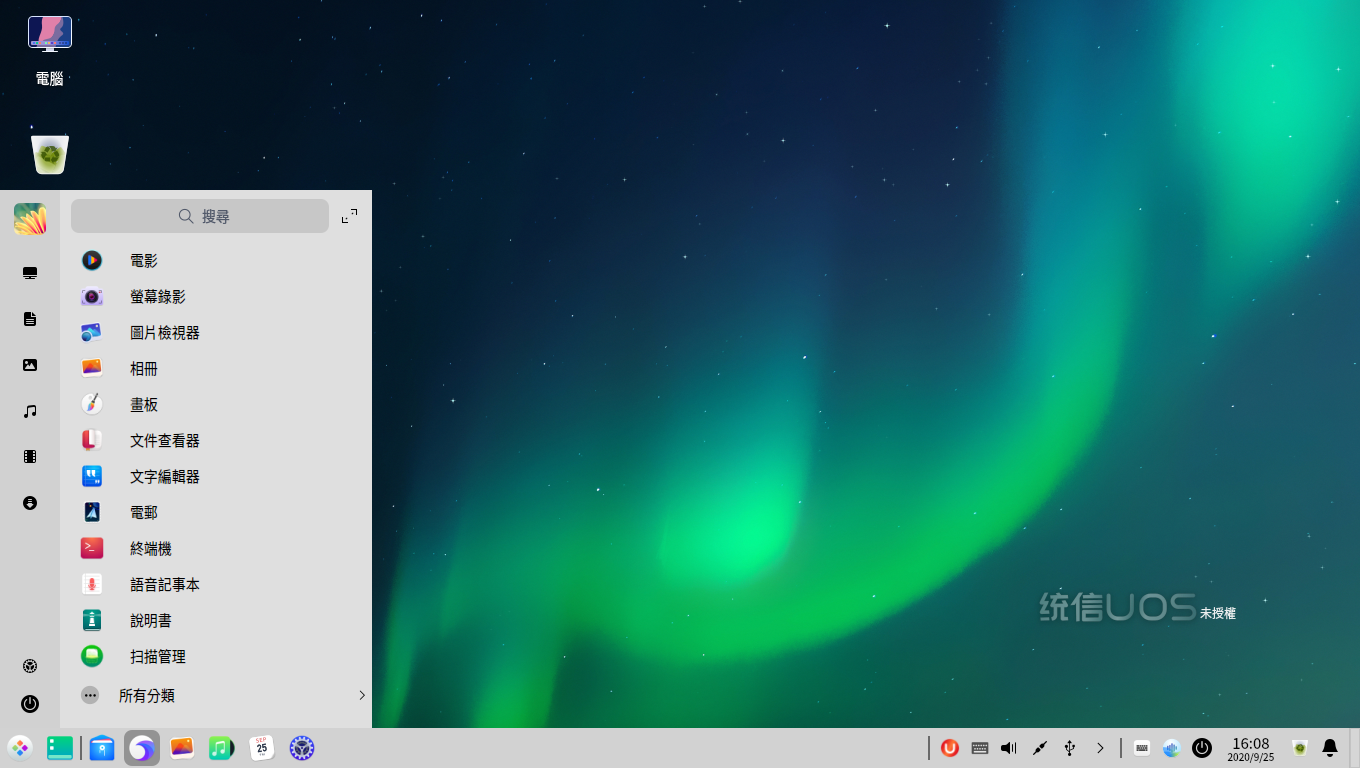 電腦
搜尋
電影
螢幕錄影
圖片檢視器
相冊
畫板
文件查看器
文字編輯器
電郵
終端機
語音記事本
說明書
扫描管理
所有分類
统信UOS 未授權
SEP
25
16:08
2020/9/25